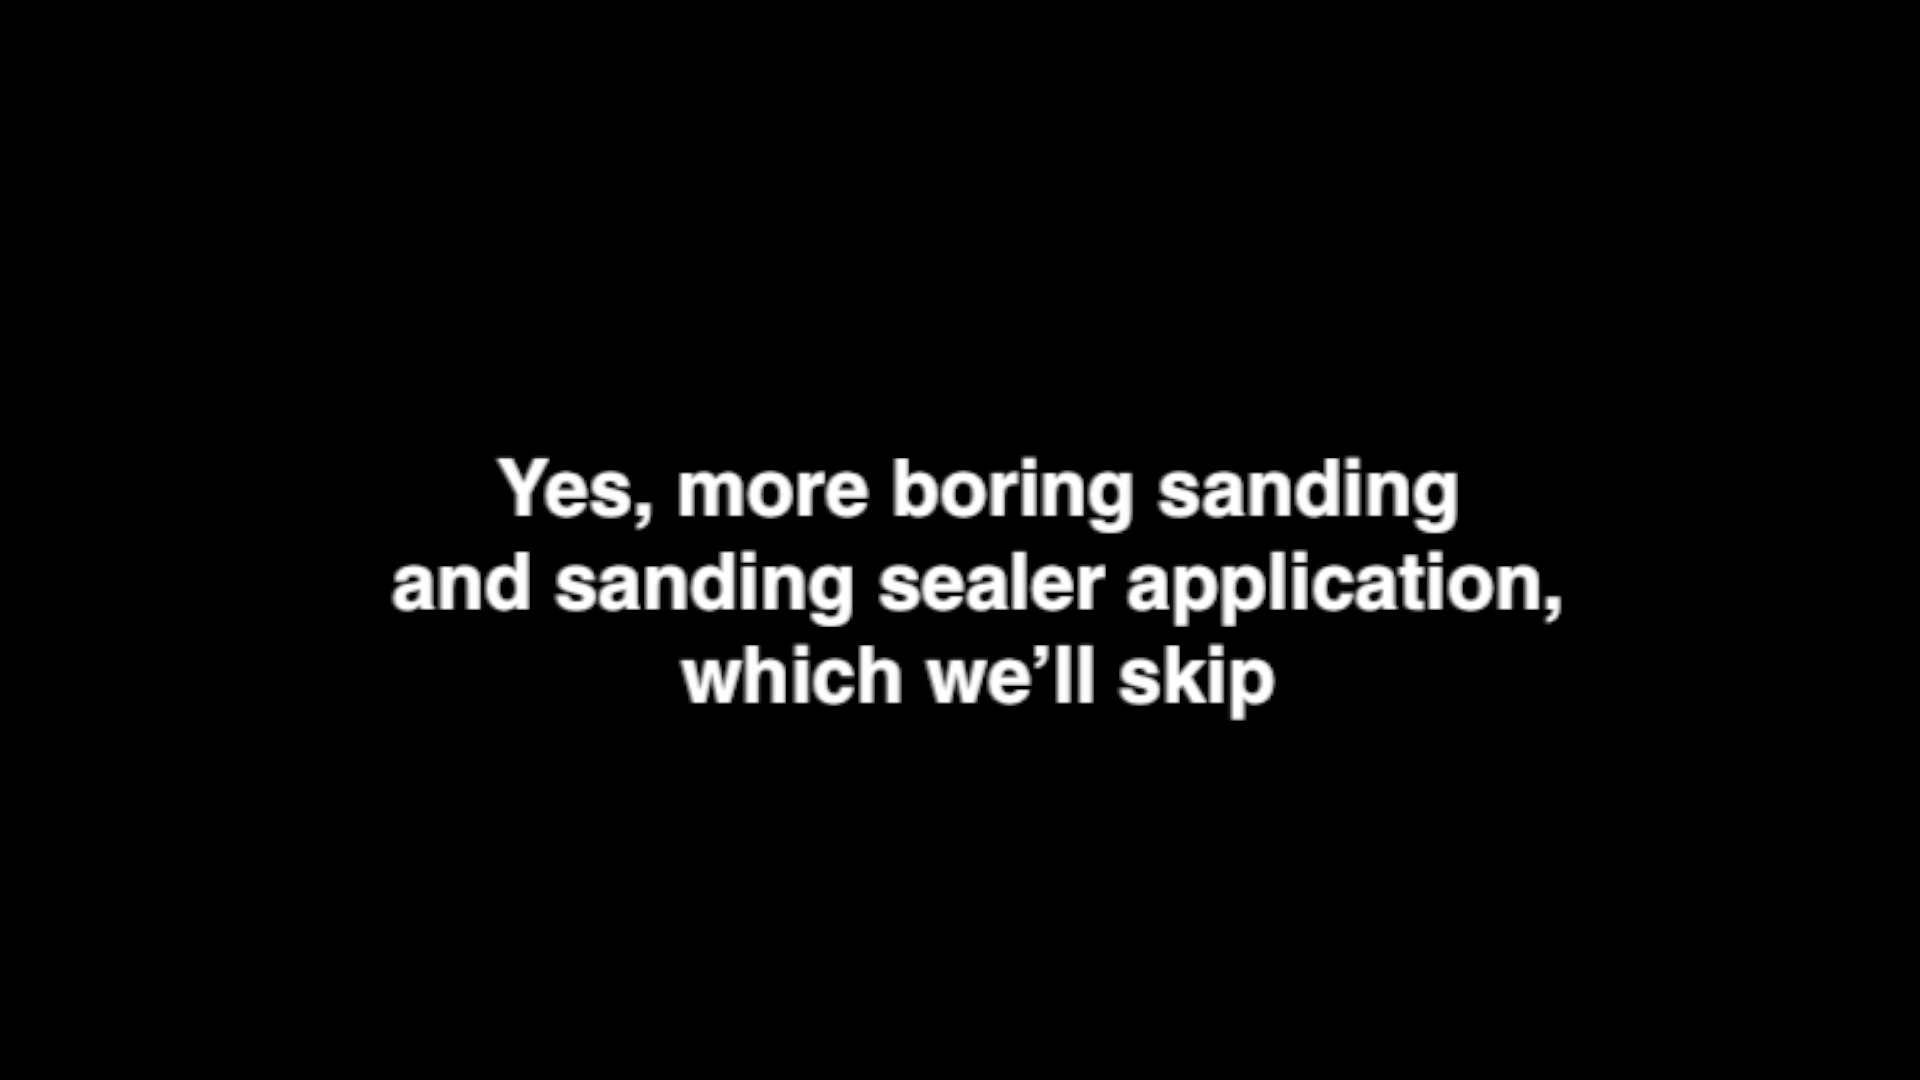 Yes, more boring sanding
and sanding sealer application,
which we’ll skip